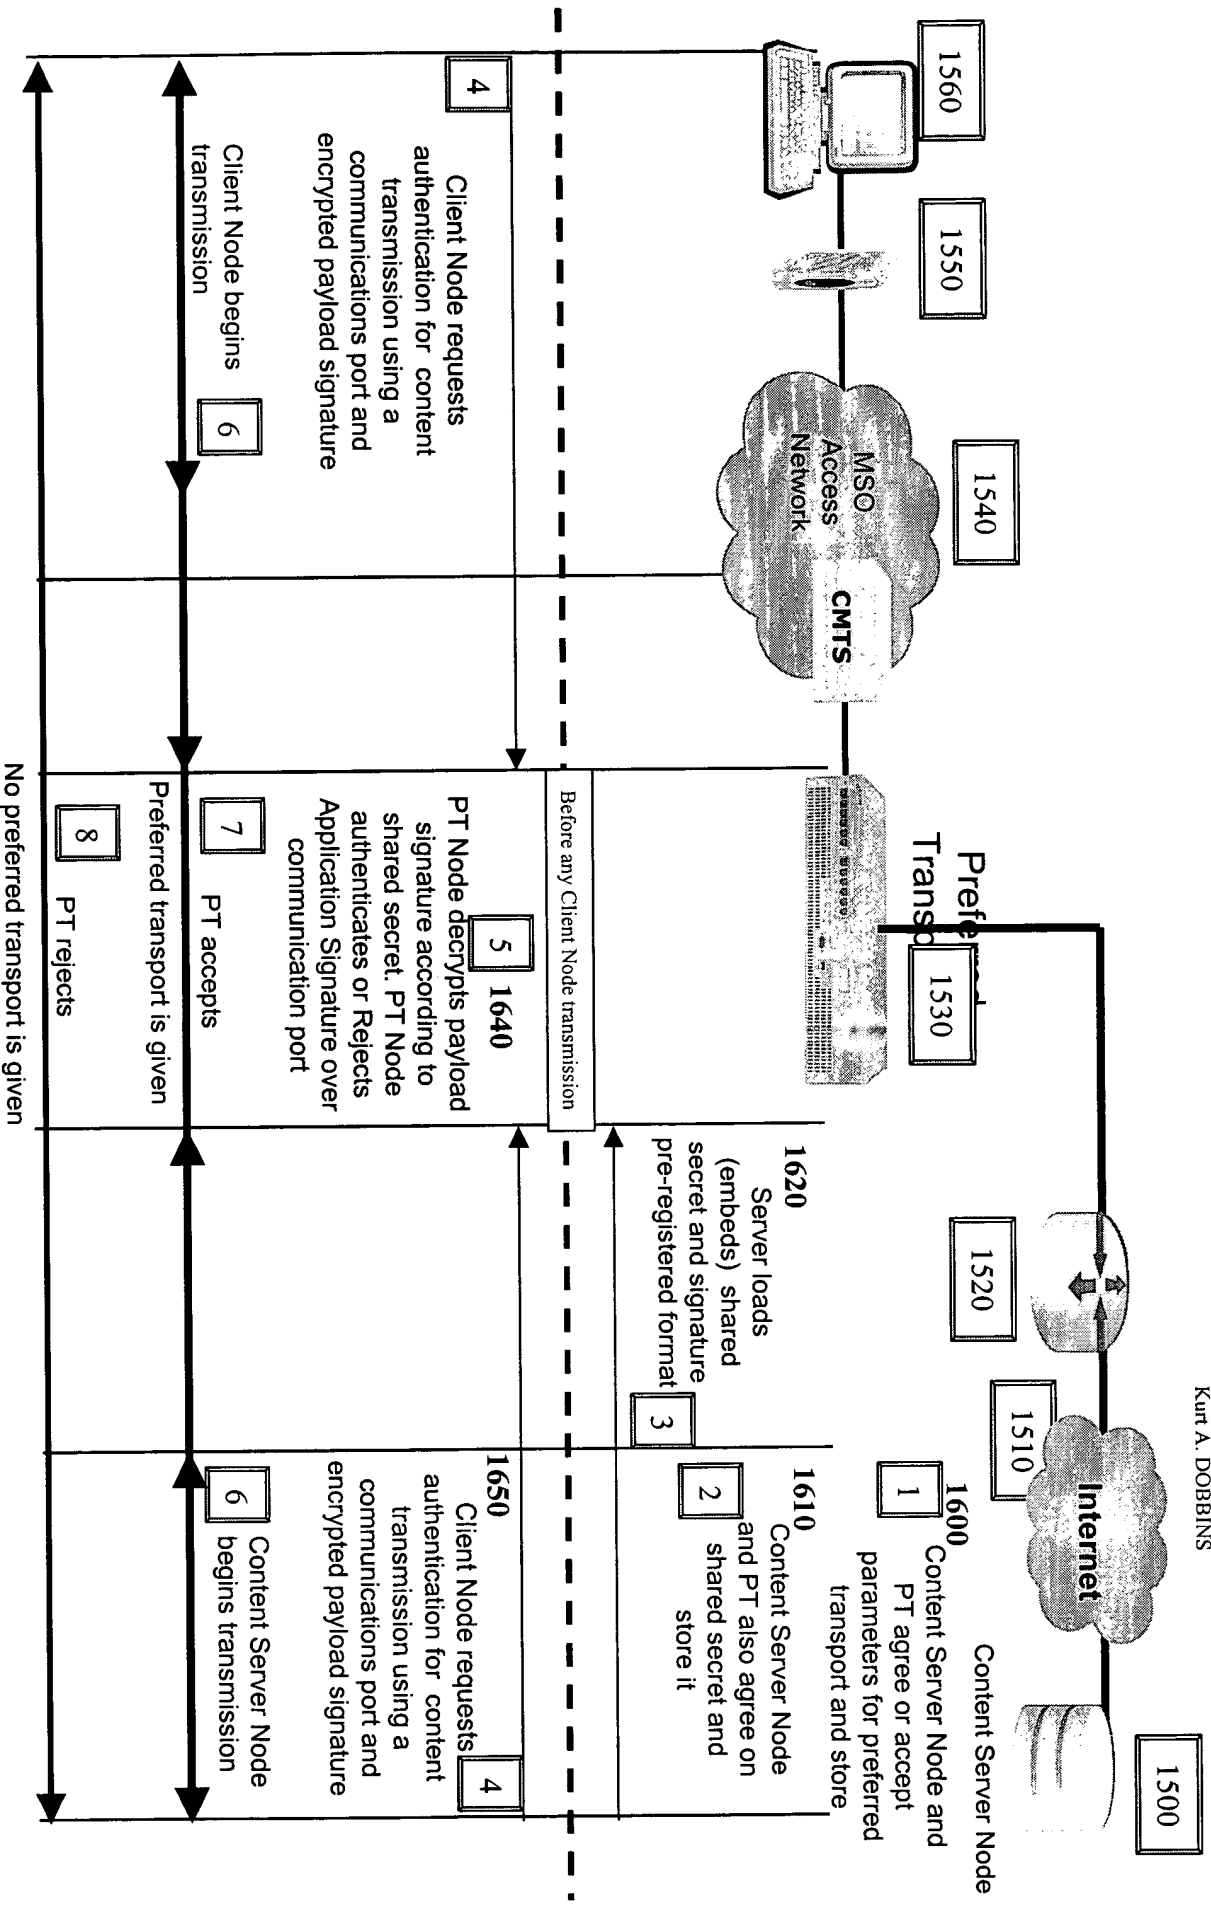 Kurt A. DOBBINS
1560
1550
1540
MSO
Access
Network
CMTS
1530
1520
1510
Internet
Content Server Node
1500
1600
1
Content Server Node and
PT agree or accept
parameters for preferred
transport and store
1610
2
Content Server Node
and PT also agree on
shared secret and
store it
1620
Server loads
(embeds) shared
secret and signature
pre-registered format
3
Before any Client Node transmission
4
Client Node requests
authentication for content
transmission using a
communications port and
encrypted payload signature
5
1640
PT Node decrypts payload
signature according to
shared secret. PT Node
authenticates or Rejects
Application Signature over
communication port
1650
Client Node requests
authentication for content
transmission using a
communications port and
encrypted payload signature
4
Client Node begins
transmission
6
7
PT accepts
Preferred transport is given
6
Content Server Node
begins transmission
8
PT rejects
No preferred transport is given